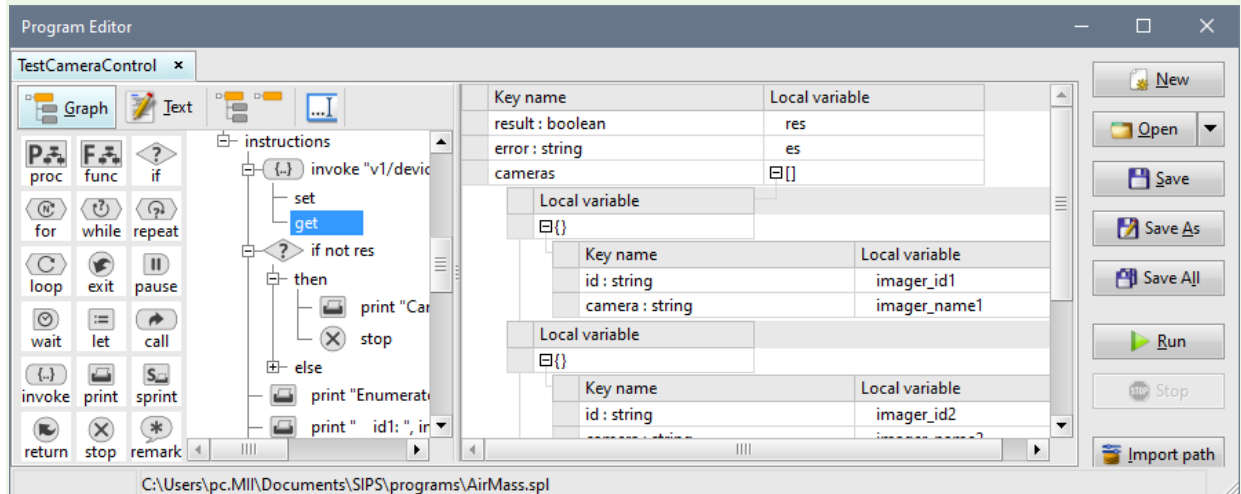 Program Editor
TestCameraControl ×
Graph Text
proc func if
for while repeat
loop exit pause
wait let call
invoke print sprint
return stop remark
instructions
invoke "v1/devic
set
get
if not res
then
print "Car
stop
else
print "Enumerate
print " id1: ", in
Key name Local variable
result : boolean res
error : string es
cameras []
Local variable
{}
Key name Local variable
id : string imager_id1
camera : string imager_name1
Local variable
{}
Key name Local variable
id : string imager_id2
camera : string imager_name2
New
Open
Save
Save As
Save All
Run
Stop
Import path
C:\Users\pc.MII\Documents\SIPS\programs\AirMass.spl